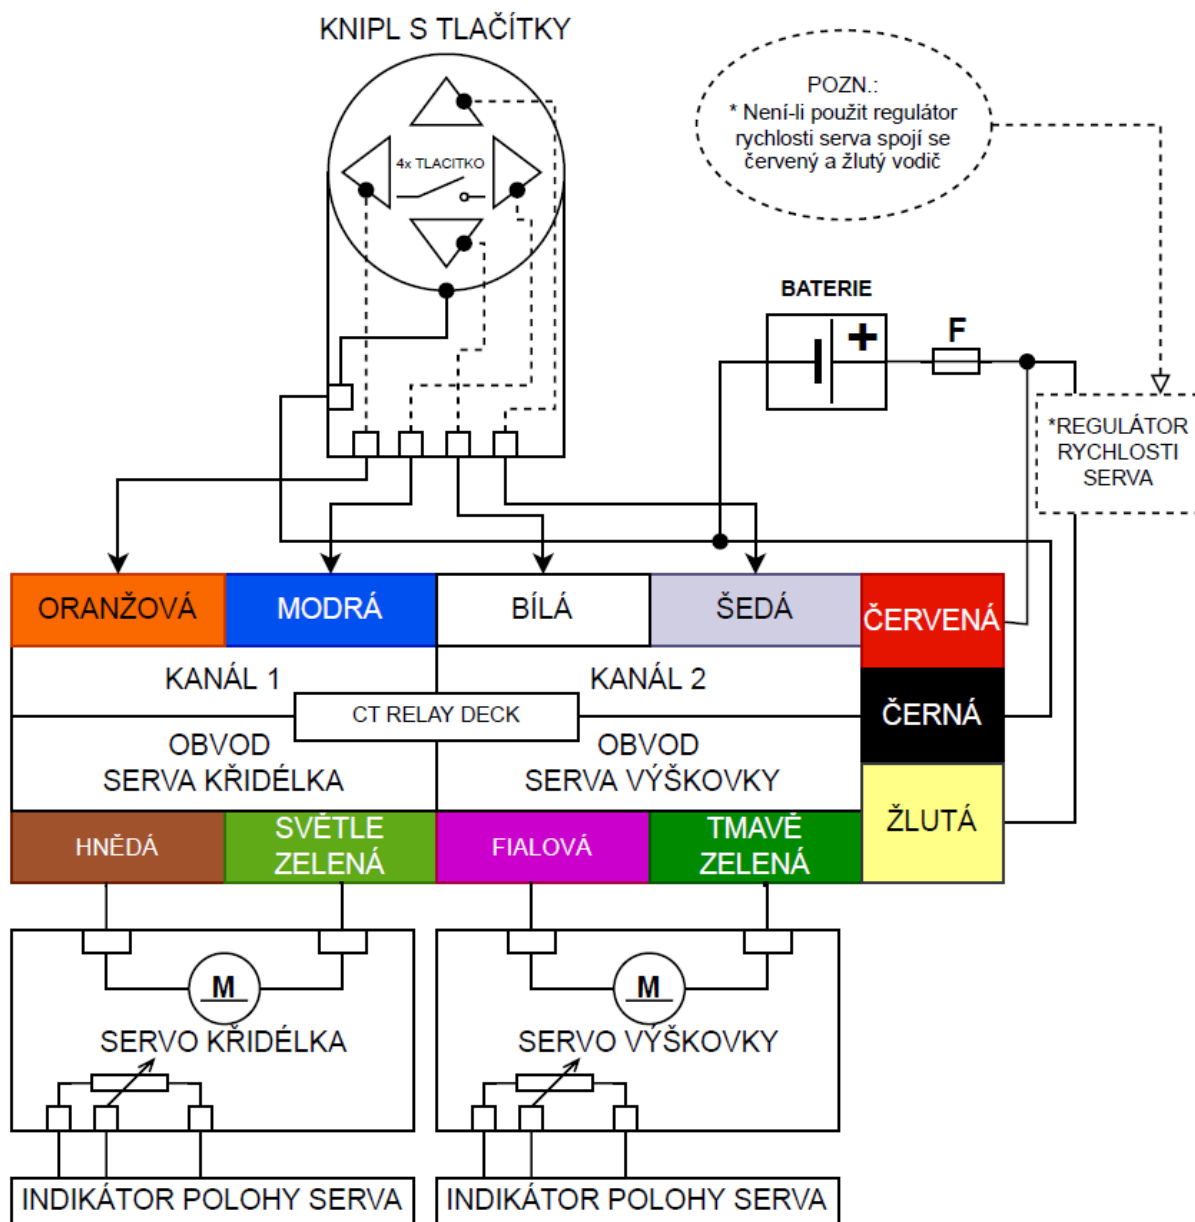 KNIPL S TLAČÍTKY
4x TLACITKO
POZN.:
* Není-li použit regulátor
rychlosti serva spojí se
červený a žlutý vodič
BATERIE
+
F
*REGULÁTOR
RYCHLOSTI
SERVA
ORANŽOVÁ
MODRÁ
BÍLÁ
ŠEDÁ
ČERVENÁ
KANÁL 1
KANÁL 2
CT RELAY DECK
ČERNÁ
OBVOD
SERVA KŘIDÉLKA
OBVOD
SERVA VÝŠKOVKY
ŽLUTÁ
HNĚDÁ
SVĚTLE
ZELENÁ
FIALOVÁ
TMAVĚ
ZELENÁ
M
SERVO KŘIDÉLKA
M
SERVO VÝŠKOVKY
INDIKÁTOR POLOHY SERVA
INDIKÁTOR POLOHY SERVA